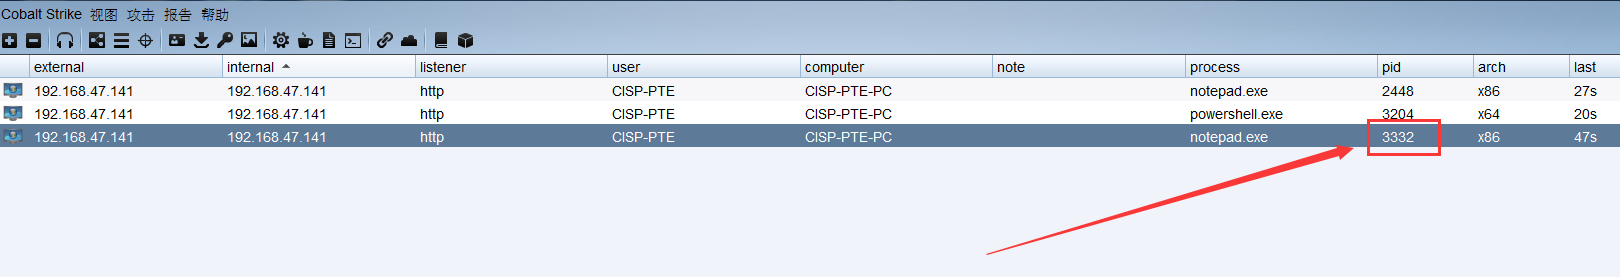 Cobalt Strike 视图 攻击 报告 帮助
external internal listener user computer note process pid arch last
192.168.47.141 192.168.47.141 http CISP-PTE CISP-PTE-PC notepad.exe 2448 x86 27s
192.168.47.141 192.168.47.141 http CISP-PTE CISP-PTE-PC powershell.exe 3204 x64 20s
192.168.47.141 192.168.47.141 http CISP-PTE CISP-PTE-PC notepad.exe 3332 x86 47s